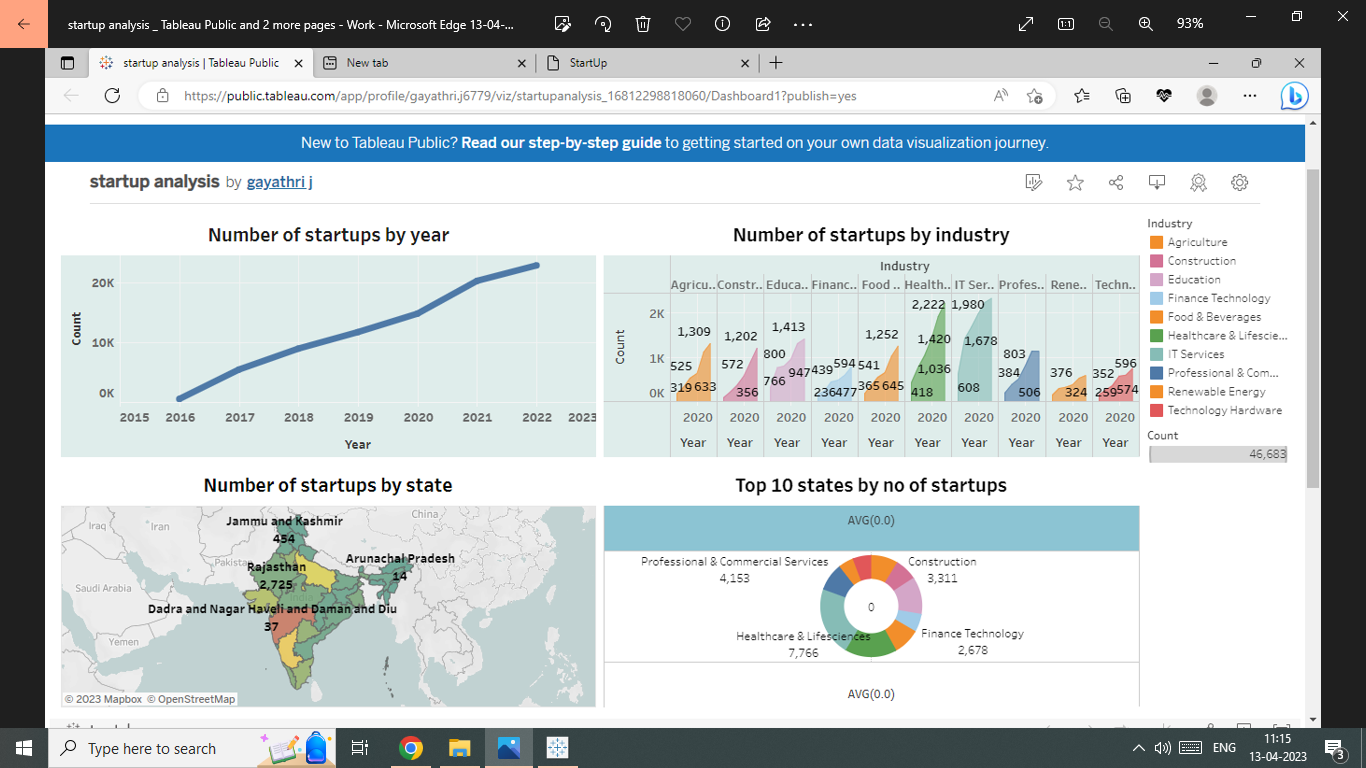 startup analysis _ Tableau Public and 2 more pages - Work - Microsoft Edge 13-04-...
93%
startup analysis | Tableau Public
New tab
StartUp
https://public.tableau.com/app/profile/gayathri.j6779/viz/startupanalysis_16812298818060/Dashboard1?publish=yes
New to Tableau Public? Read our step-by-step guide to getting started on your own data visualization journey.
startup analysis by gayathri j
Number of startups by year
20K
10K
0K
Count
2015 2016 2017 2018 2019 2020 2021 2022 2023
Year
Number of startups by industry
Industry
Agricu.. Constr.. Educa.. Financ.. Food .. Health.. IT Ser.. Profes.. Rene.. Techn..
2K
1K
0K
Count
1,309
525
319 633
1,202
572
356
1,413
800
766 947
439 594
236 477
1,252
541
365 645
2,222
1,420
1,036
418
1,980
1,678
608
803
384
506
376
324
596
352
259 574
2020 2020 2020 2020 2020 2020 2020 2020 2020 2020
Year Year Year Year Year Year Year Year Year Year
Industry
Agriculture
Construction
Education
Finance Technology
Food & Beverages
Healthcare & Lifescie...
IT Services
Professional & Com...
Renewable Energy
Technology Hardware
Count
46,683
Number of startups by state
Iraq
Iran
China
Pakistan
Saudi Arabia
India
Yemen
Jammu and Kashmir
454
Arunachal Pradesh
14
Rajasthan
2,725
Dadra and Nagar Haveli and Daman and Diu
37
© 2023 Mapbox © OpenStreetMap
Top 10 states by no of startups
AVG(0.0)
Professional & Commercial Services
4,153
Construction
3,311
0
Healthcare & Lifesciences
7,766
Finance Technology
2,678
AVG(0.0)
Type here to search
ENG
11:15
13-04-2023
3